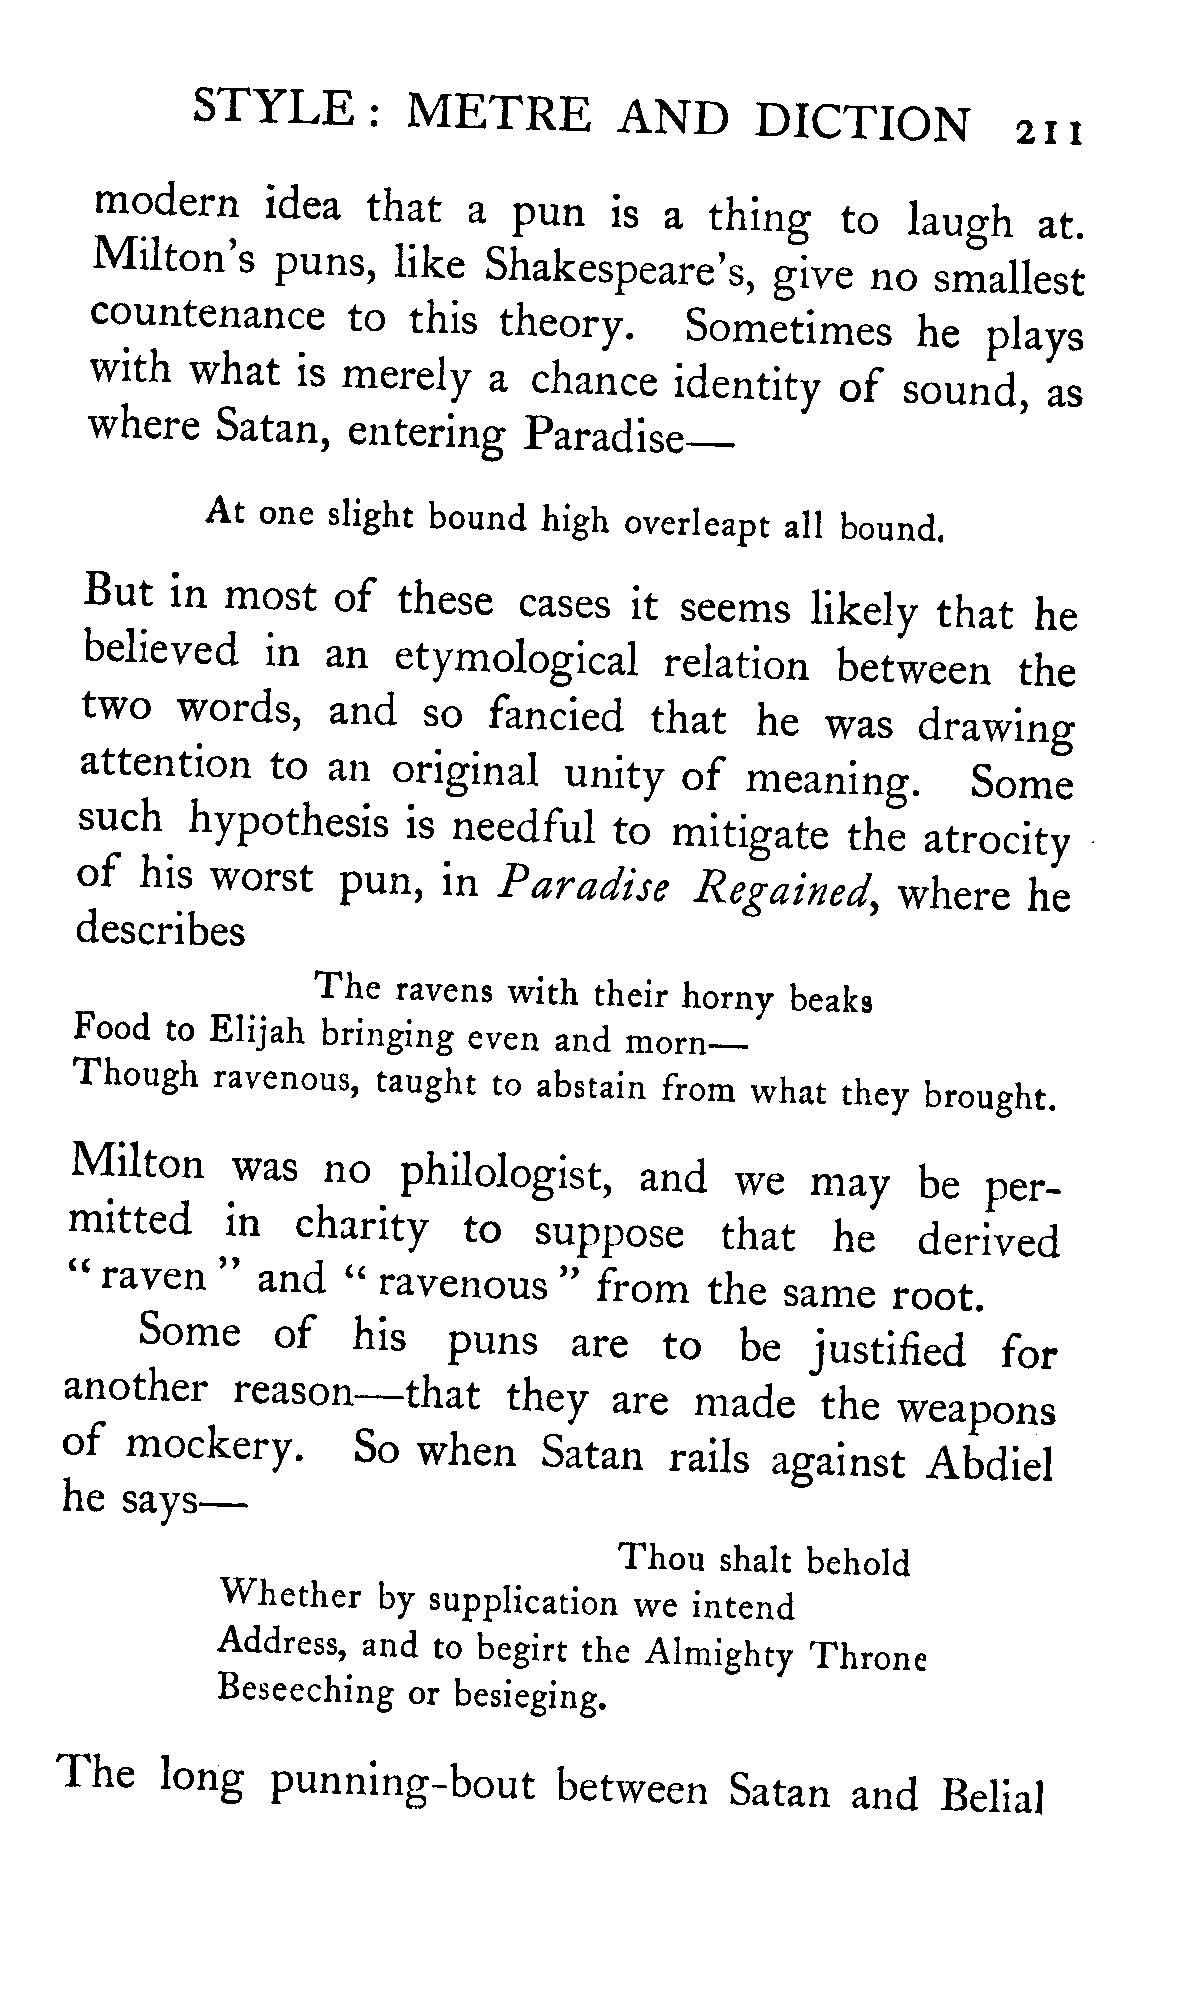 STYLE : METRE AND DICTION 211
modern idea that a pun is a thing to laugh at.
Milton's puns, like Shakespeare's, give no smallest
countenance to this theory. Sometimes he plays
with what is merely a chance identity of sound, as
where Satan, entering Paradise—
At one slight bound high overleapt all bound.
But in most of these cases it seems likely that he
believed in an etymological relation between the
two words, and so fancied that he was drawing
attention to an original unity of meaning. Some
such hypothesis is needful to mitigate the atrocity
of his worst pun, in Paradise Regained, where he
describes
The ravens with their horny beaks
Food to Elijah bringing even and morn—
Though ravenous, taught to abstain from what they brought.
Milton was no philologist, and we may be per-
mitted in charity to suppose that he derived
“ raven ” and “ ravenous ” from the same root.
Some of his puns are to be justified for
another reason—that they are made the weapons
of mockery. So when Satan rails against Abdiel
he says—
Thou shalt behold
Whether by supplication we intend
Address, and to begirt the Almighty Throne
Beseeching or besieging.
The long punning-bout between Satan and Belial